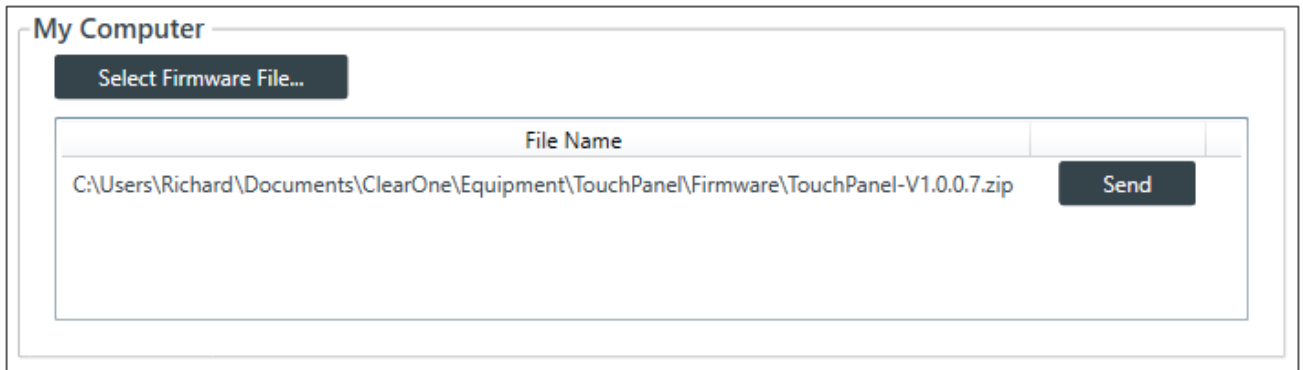 My Computer
Select Firmware File...
File Name
C:\Users\Richard\Documents\ClearOne\Equipment\TouchPanel\Firmware\TouchPanel-V1.0.0.7.zip Send